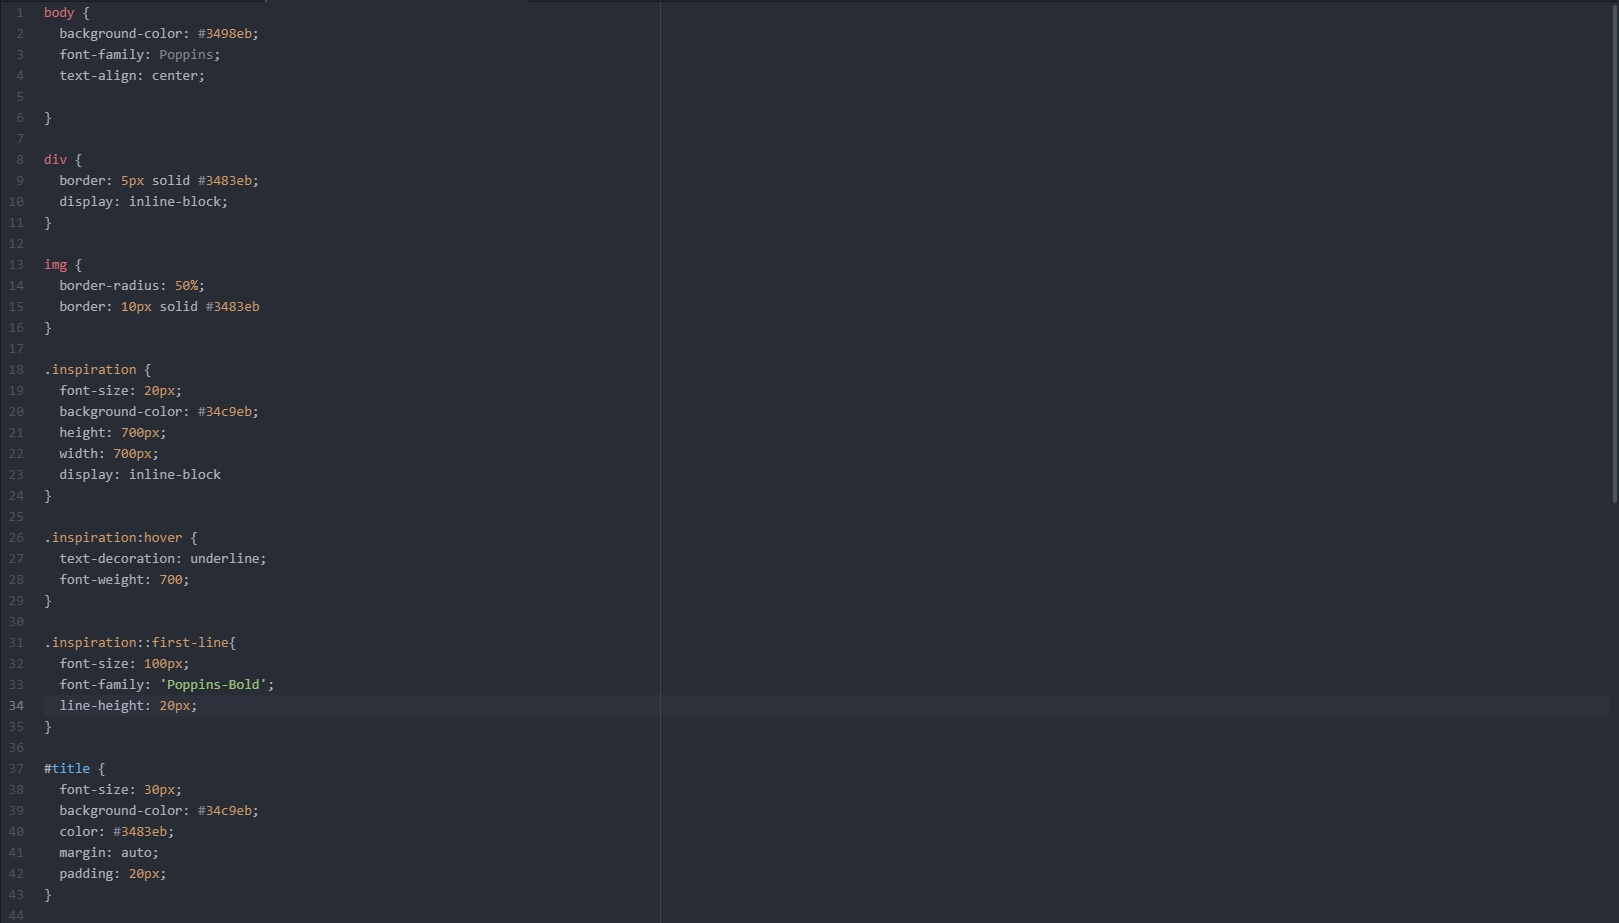 1 body {
2   background-color: #3498eb;
3   font-family: Poppins;
4   text-align: center;
5
6 }
7
8 div {
9   border: 5px solid #3483eb;
10   display: inline-block;
11 }
12
13 img {
14   border-radius: 50%;
15   border: 10px solid #3483eb
16 }
17
18 .inspiration {
19   font-size: 20px;
20   background-color: #34c9eb;
21   height: 700px;
22   width: 700px;
23   display: inline-block
24 }
25
26 .inspiration:hover {
27   text-decoration: underline;
28   font-weight: 700;
29 }
30
31 .inspiration::first-line{
32   font-size: 100px;
33   font-family: 'Poppins-Bold';
34   line-height: 20px;
35 }
36
37 #title {
38   font-size: 30px;
39   background-color: #34c9eb;
40   color: #3483eb;
41   margin: auto;
42   padding: 20px;
43 }
44